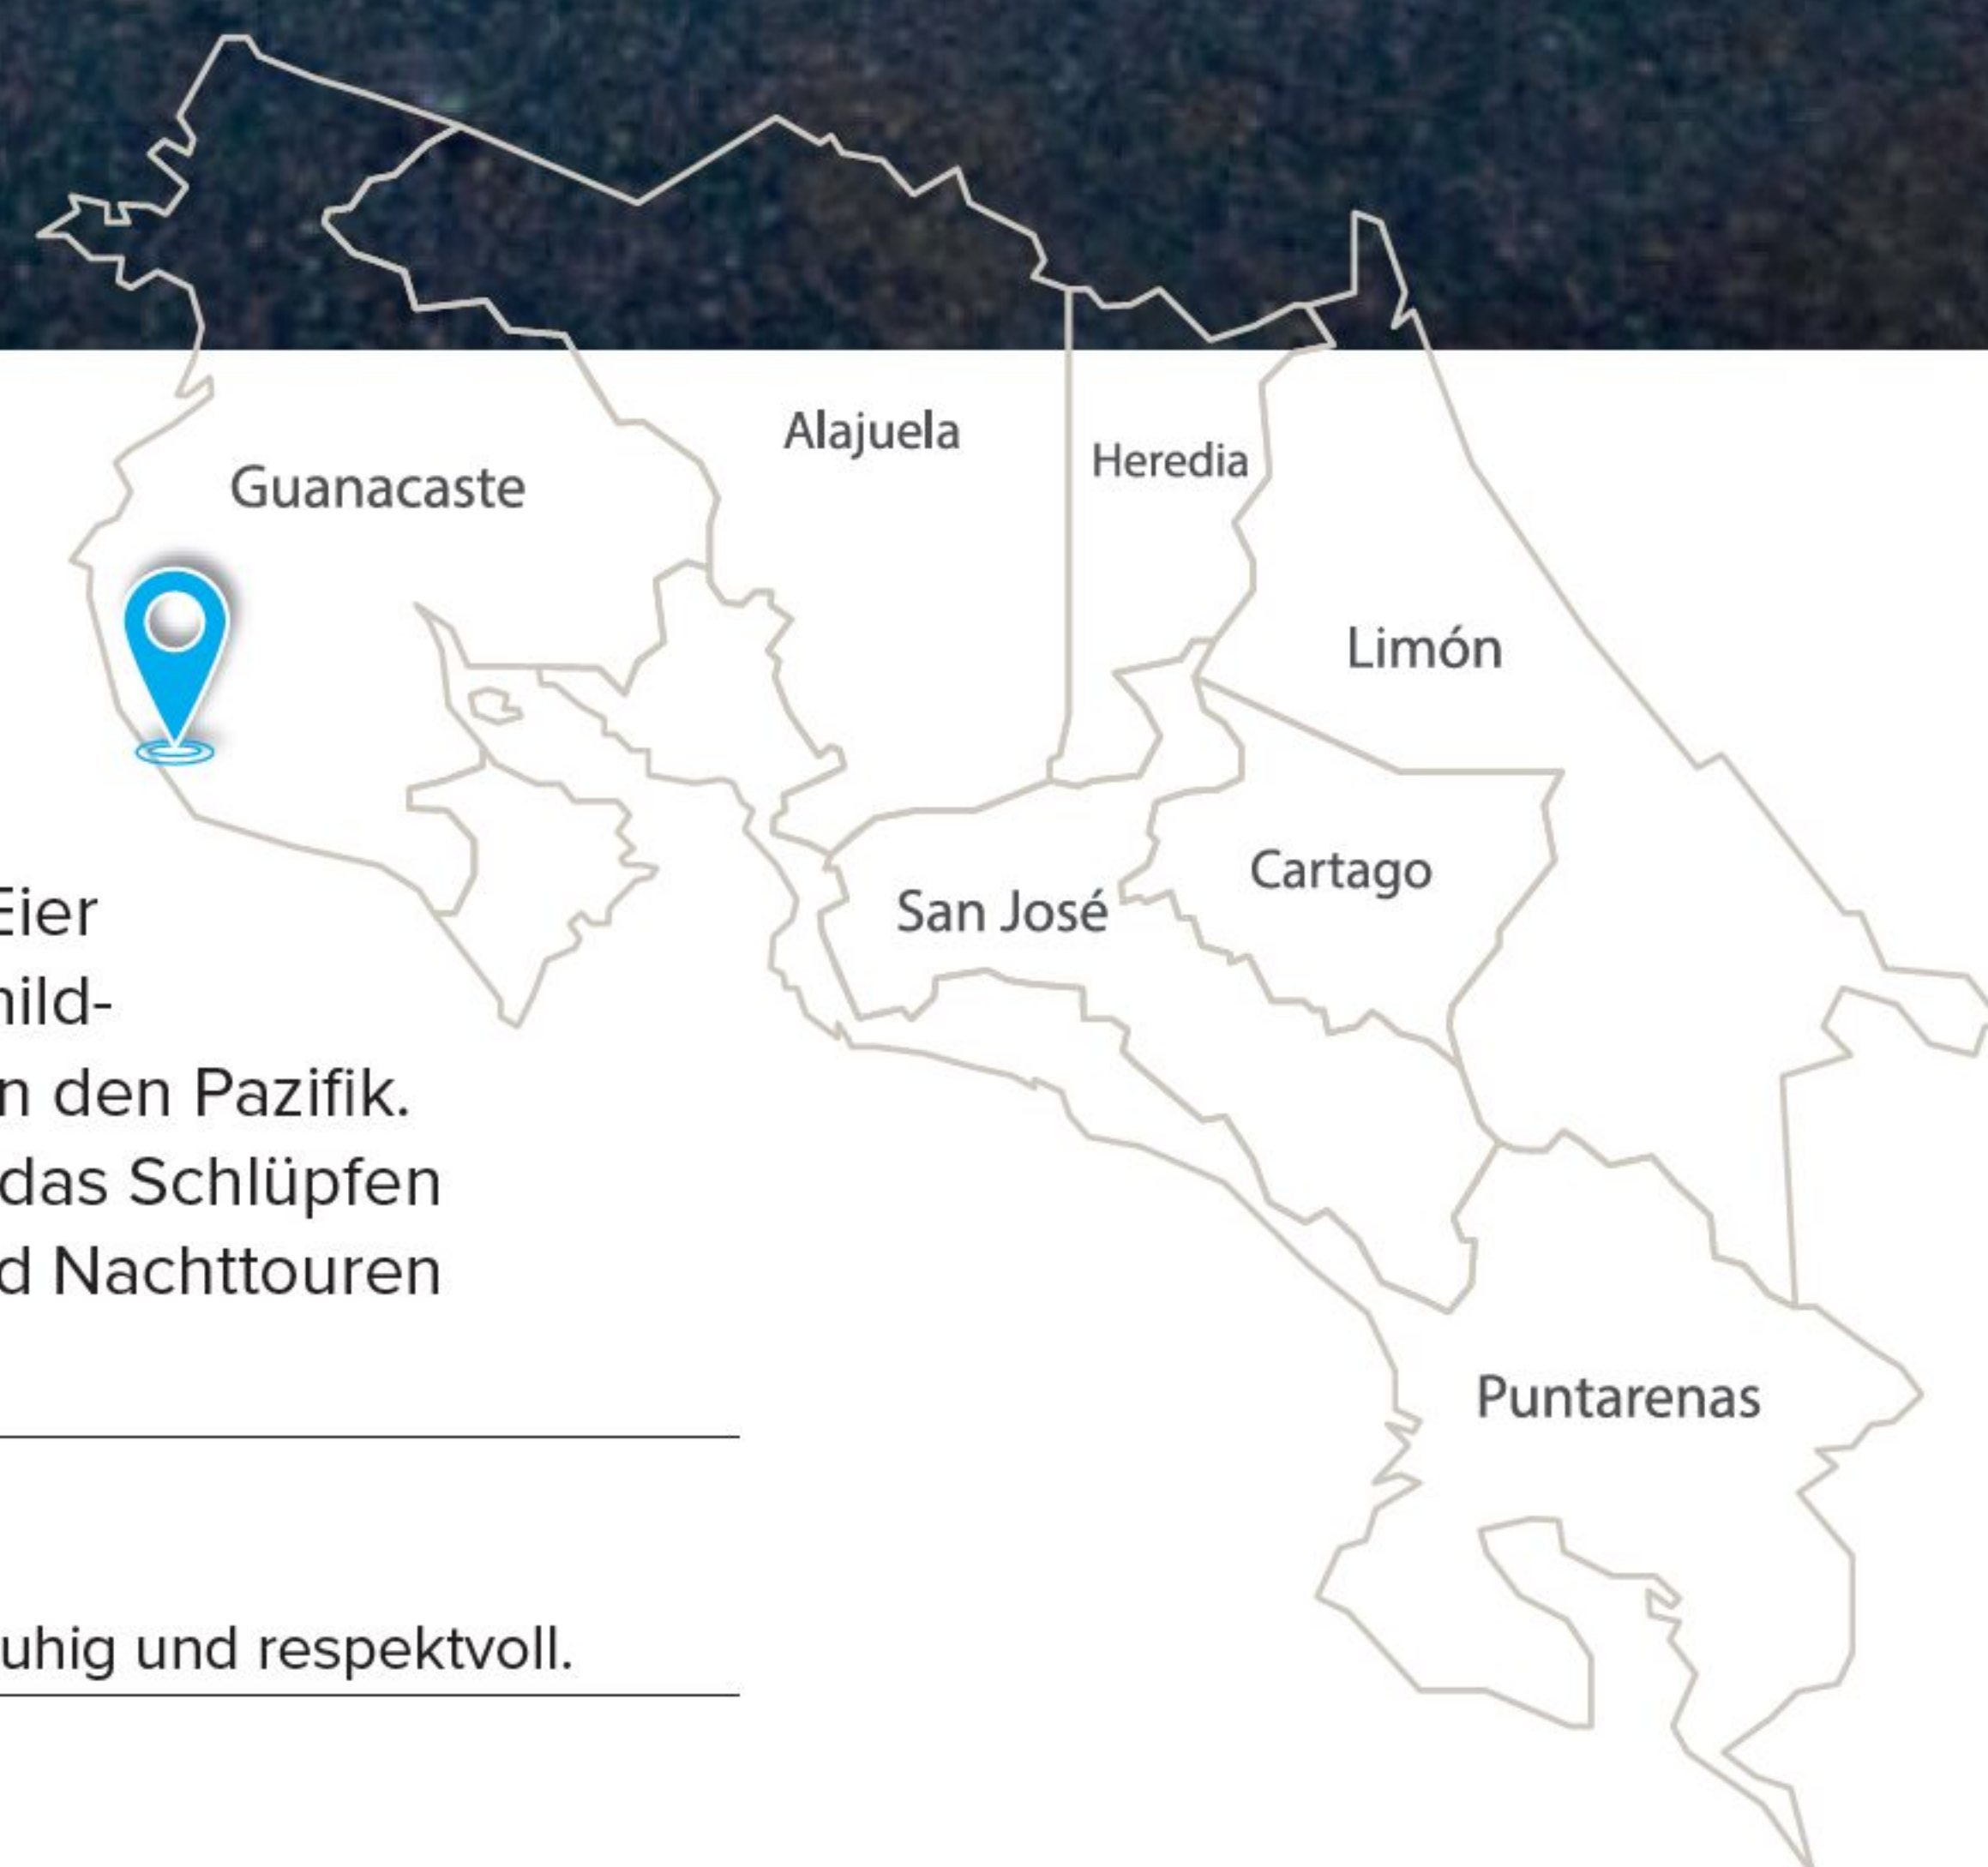 Alajuela
Heredia
Guanacaste
Limón
Cartago
San José
Eier
hild-
n den Pazifik.
das Schlüpfen
d Nachttouren
Puntarenas
uhig und respektvoll.